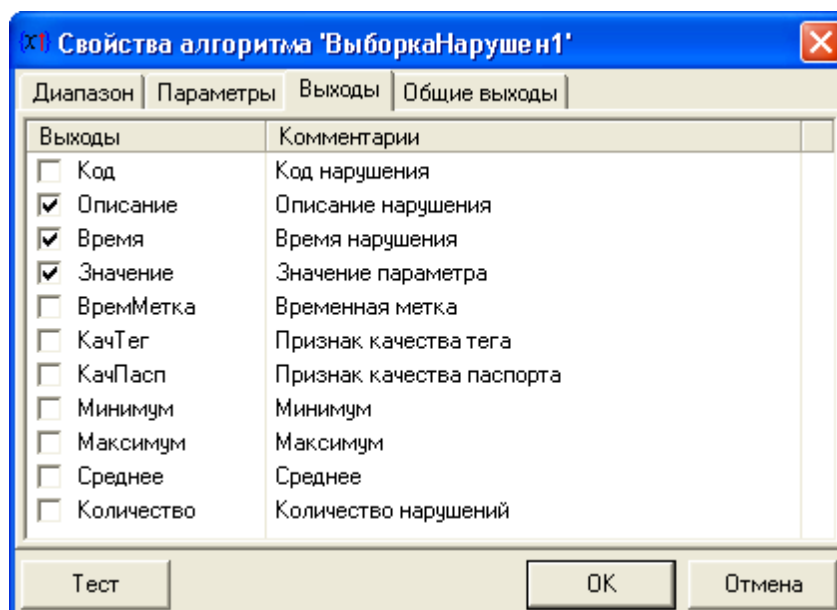 Свойства алгоритма 'ВыборкаНарушен1'
Диапазон Параметры Выходы Общие выходы
Выходы Комментарии
Код Код нарушения
Описание Описание нарушения
Время Время нарушения
Значение Значение параметра
ВремМетка Временная метка
КачТег Признак качества тега
КачПасп Признак качества паспорта
Минимум Минимум
Максимум Максимум
Среднее Среднее
Количество Количество нарушений
Тест ОК Отмена